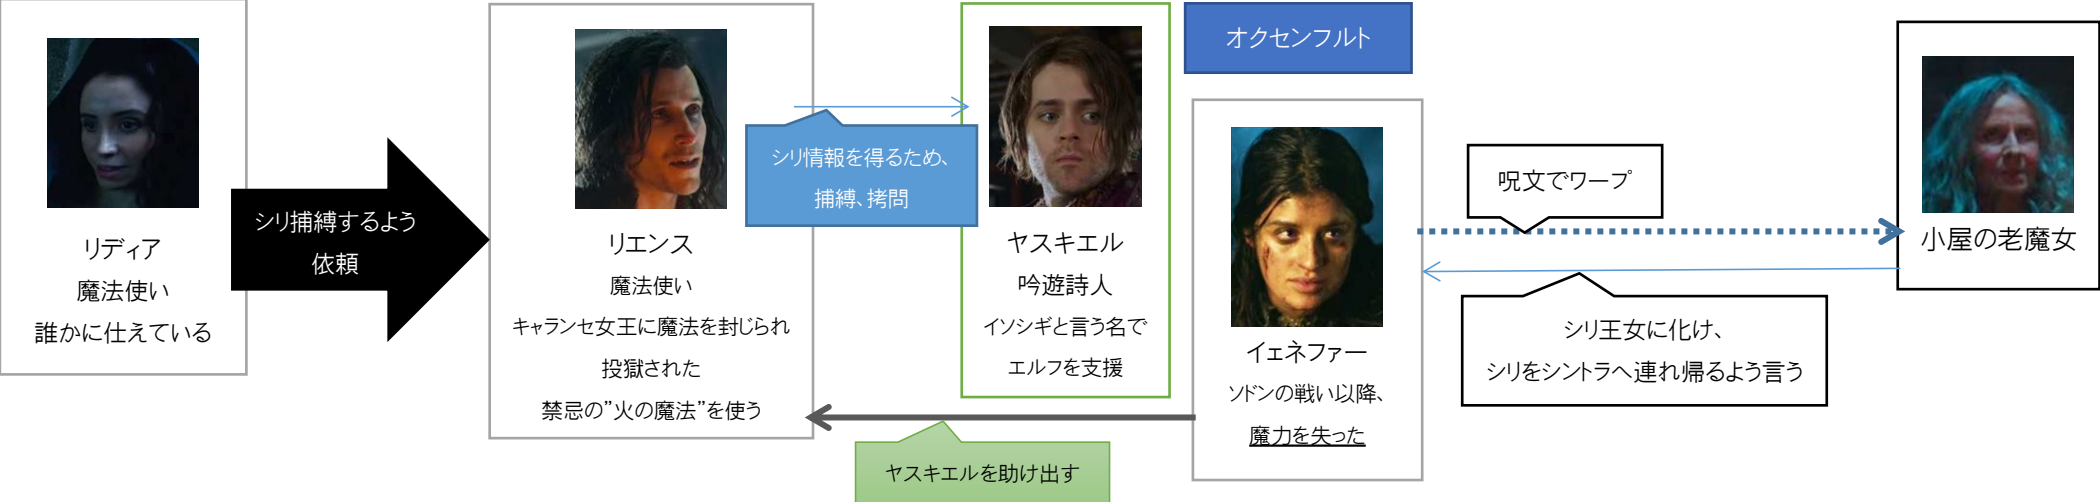 リディア
魔法使い
誰かに仕えている
シリ捕縛するよう
依頼
リエンス
魔法使い
キャランセ女王に魔法を封じられ
投獄された
禁忌の”火の魔法”を使う
シリ情報を得るため、
捕縛、拷問
ヤスキエル
吟遊詩人
イソシギと言う名で
エルフを支援
オクセンフルト
イェネファー
ソドンの戦い以降、
魔力を失った
ヤスキエルを助け出す
呪文でワープ
シリ王女に化け、
シリをシントラへ連れ帰るよう言う
小屋の老魔女